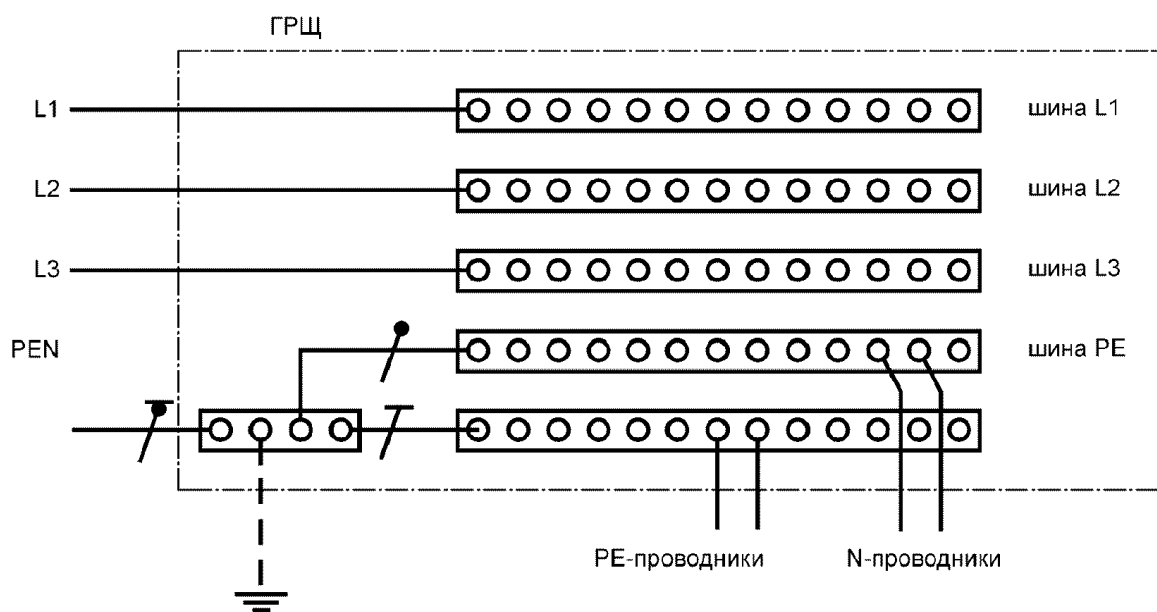 ГРЩ
L1
шина L1
L2
шина L2
L3
шина L3
PEN
шина PE
PE-проводники
N-проводники